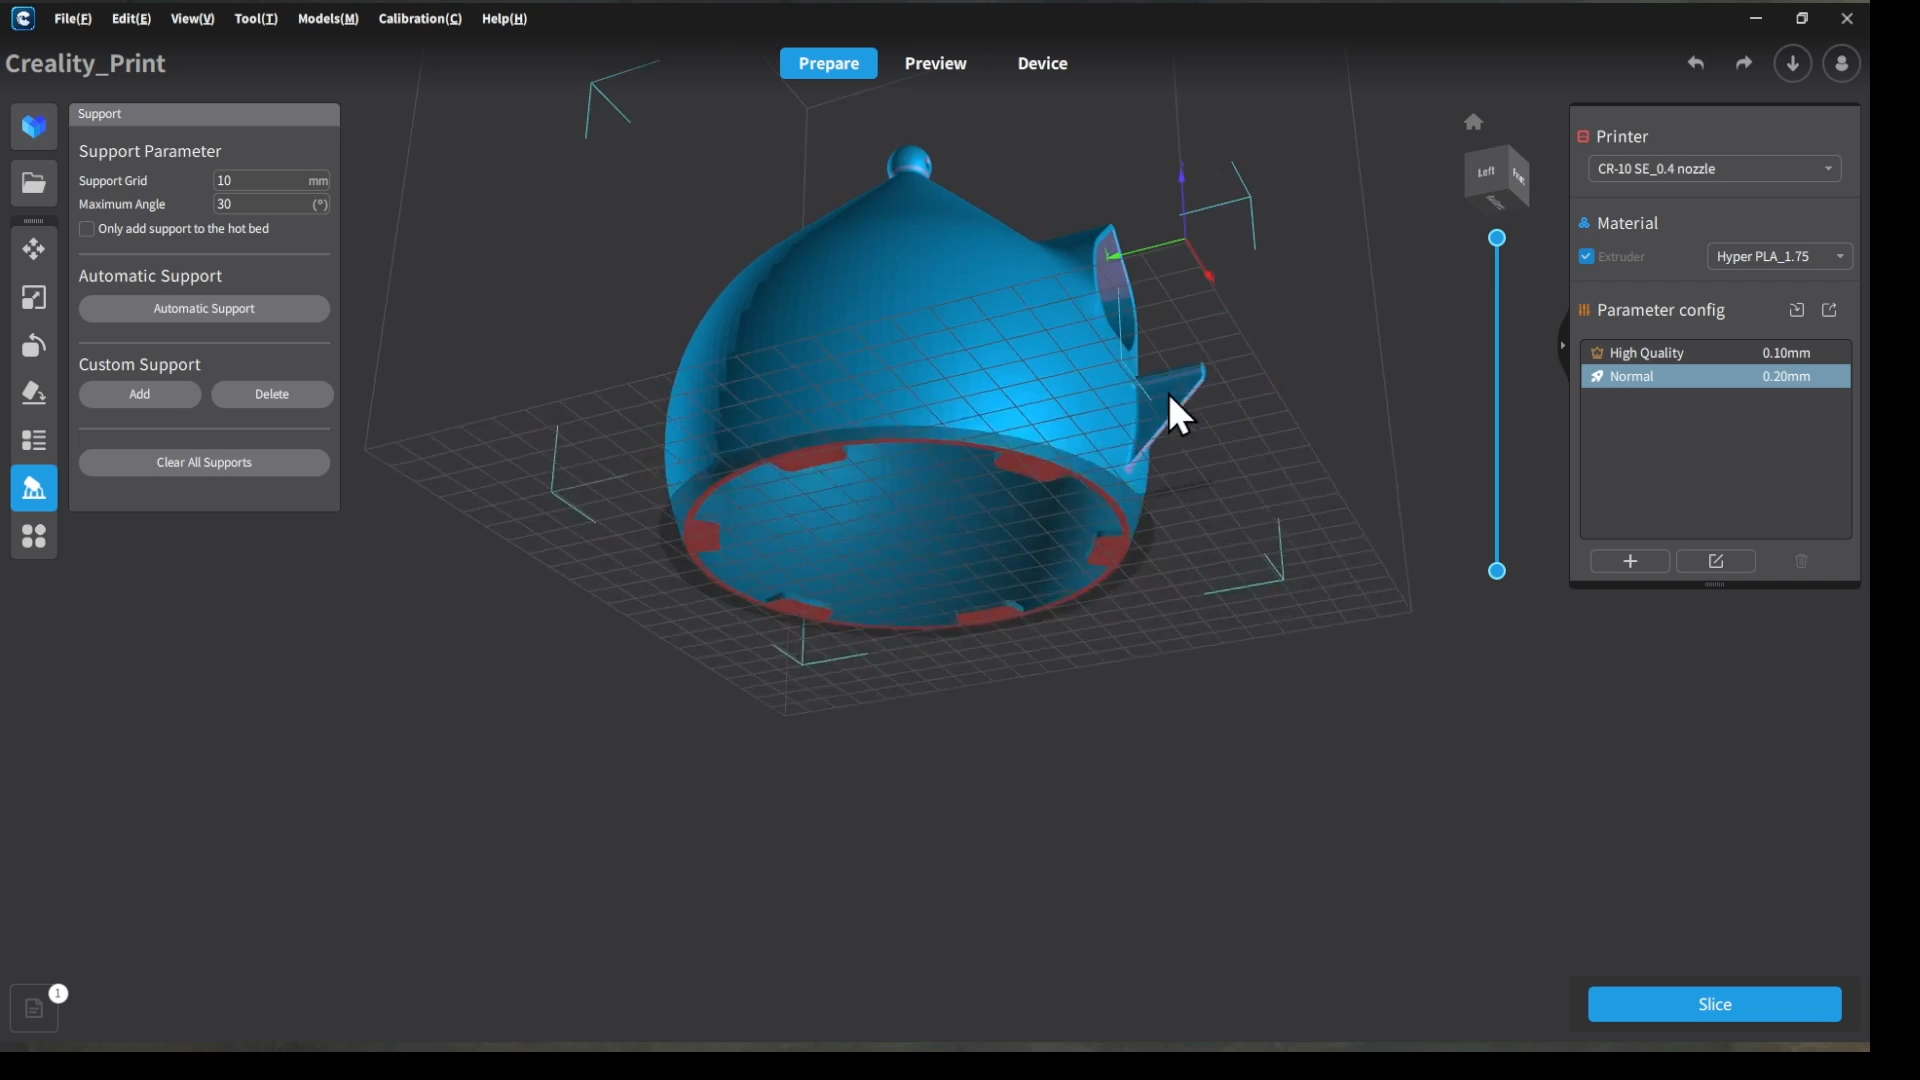 File(F) Edit(E) View(V) Tool(T) Models(M) Calibration(C) Help(H)
Creality_Print
Prepare Preview Device
Support
Support Parameter
Support Grid 10 mm
Maximum Angle 30 (°)
Only add support to the hot bed
Automatic Support
Automatic Support
Custom Support
Add Delete
Clear All Supports
Left
Printer
CR-10 SE_0.4 nozzle
Material
Extruder Hyper PLA_1.75
Parameter config
High Quality 0.10mm
Normal 0.20mm
1
Slice